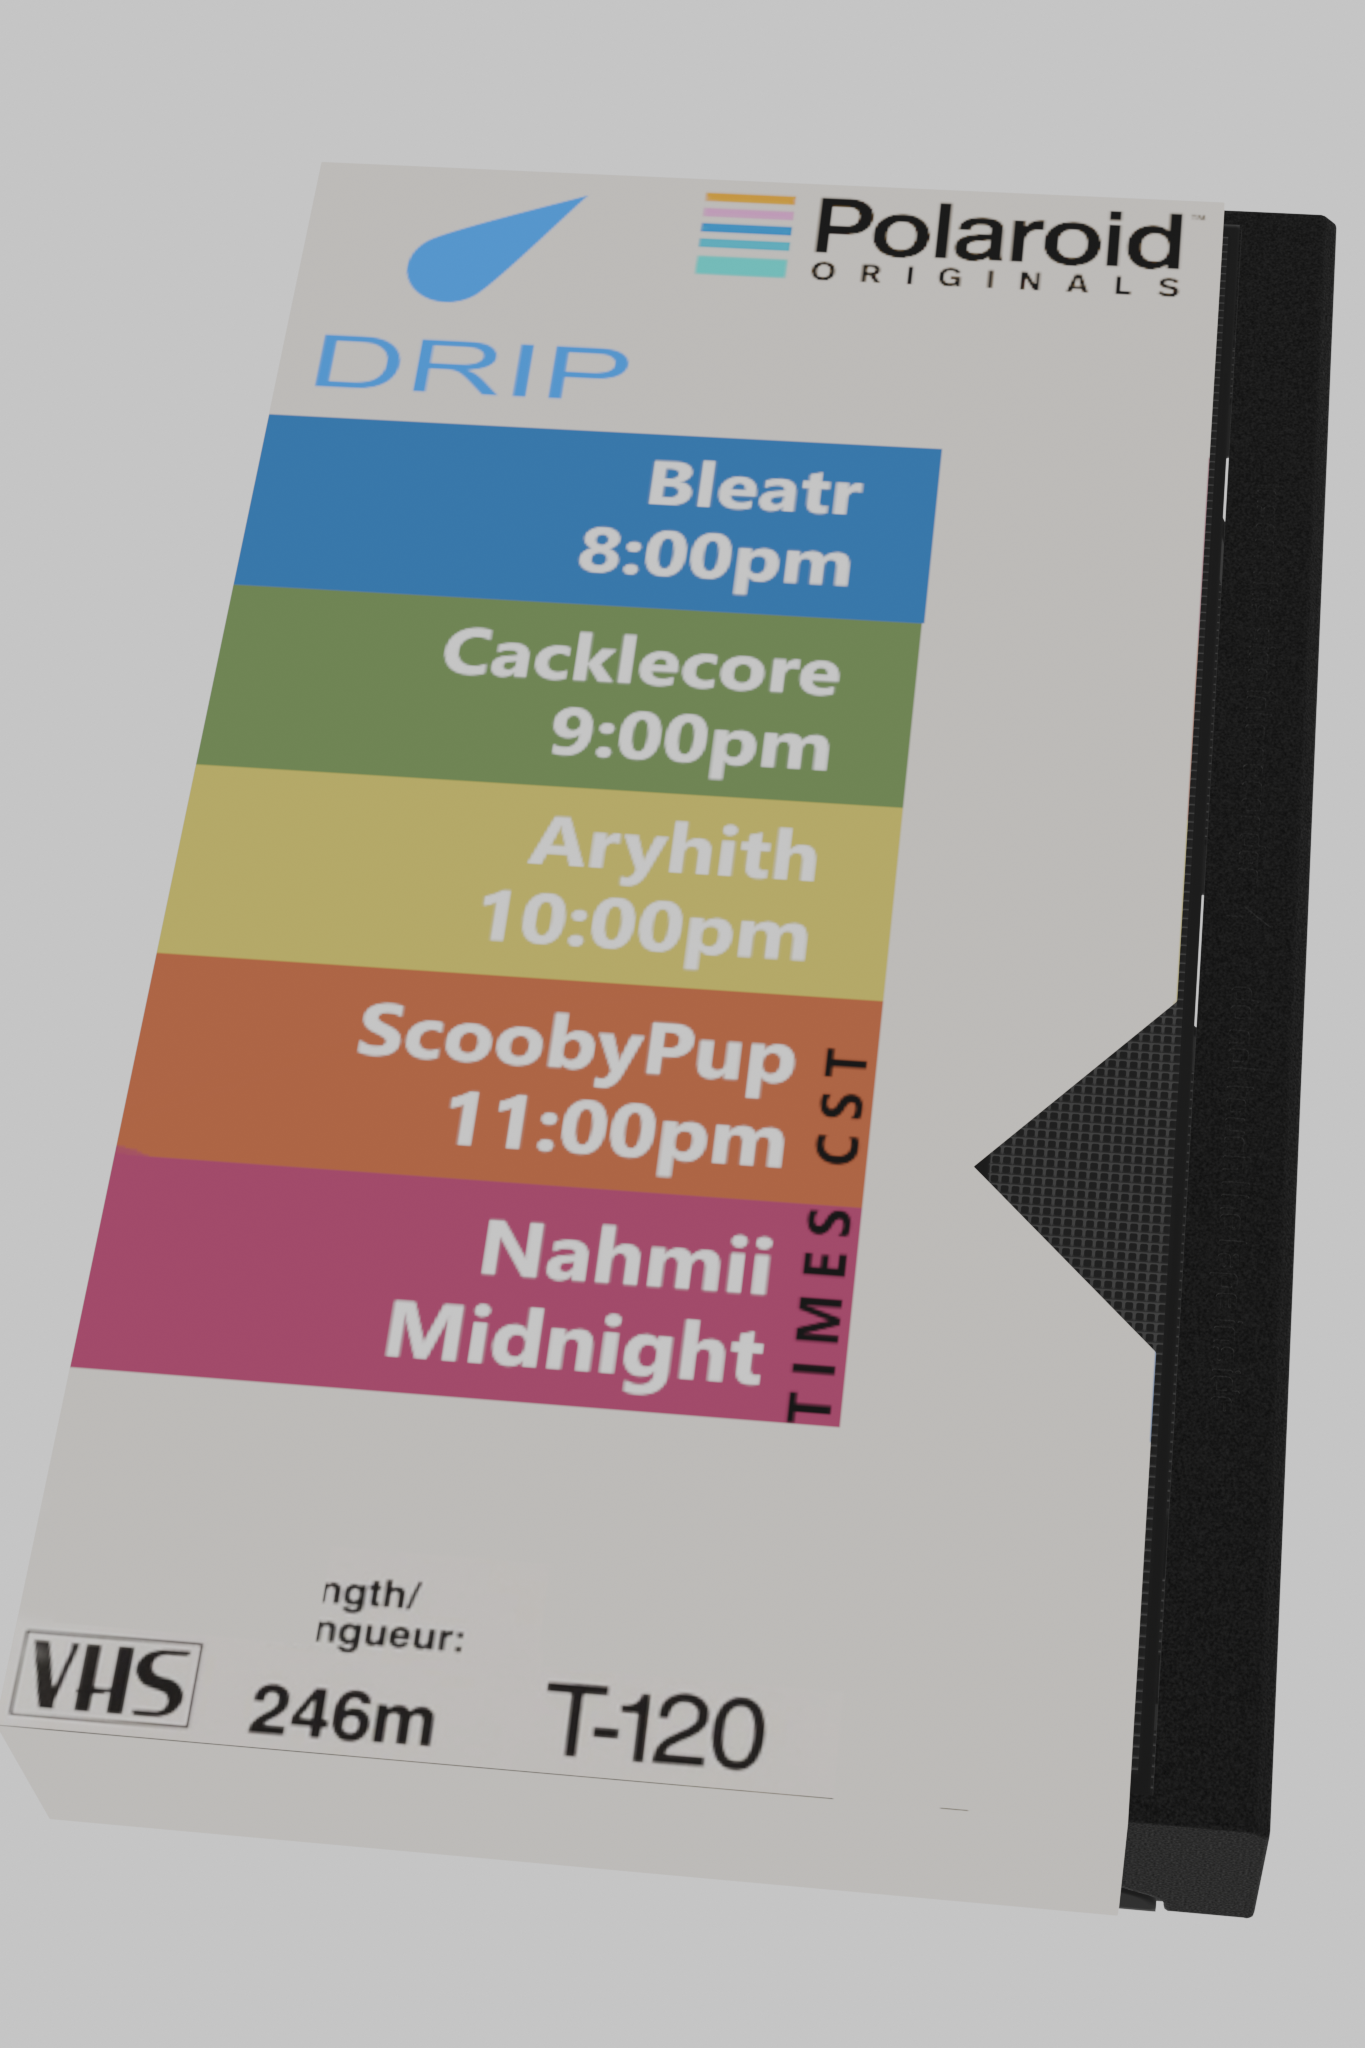 DRIP
Polaroid™
ORIGINALS
Bleatr
8:00pm
Cacklecore
9:00pm
Aryhith
10:00pm
ScoobyPup
11:00pm
Nahmii
Midnight
TIMES CST
ngth/
ngueur:
VHS
246m
T-120